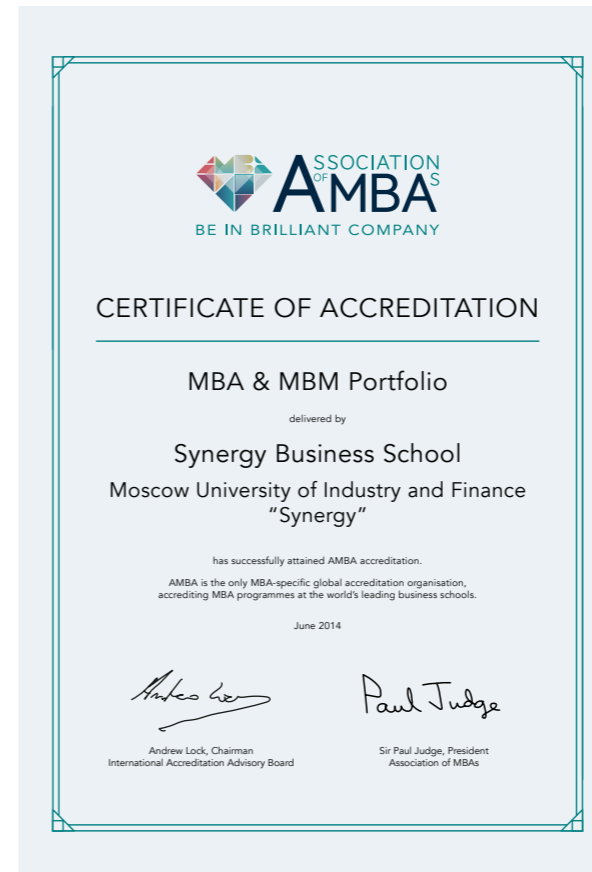 ASSOCIATION
OF MBAS
BE IN BRILLIANT COMPANY
CERTIFICATE OF ACCREDITATION
MBA & MBM Portfolio
delivered by
Synergy Business School
Moscow University of Industry and Finance
“Synergy”
has successfully attained AMBA accreditation.
AMBA is the only MBA-specific global accreditation organisation,
accrediting MBA programmes at the world’s leading business schools.
June 2014
Paul Judge
Andrew Lock, Chairman
International Accreditation Advisory Board
Sir Paul Judge, President
Association of MBAs